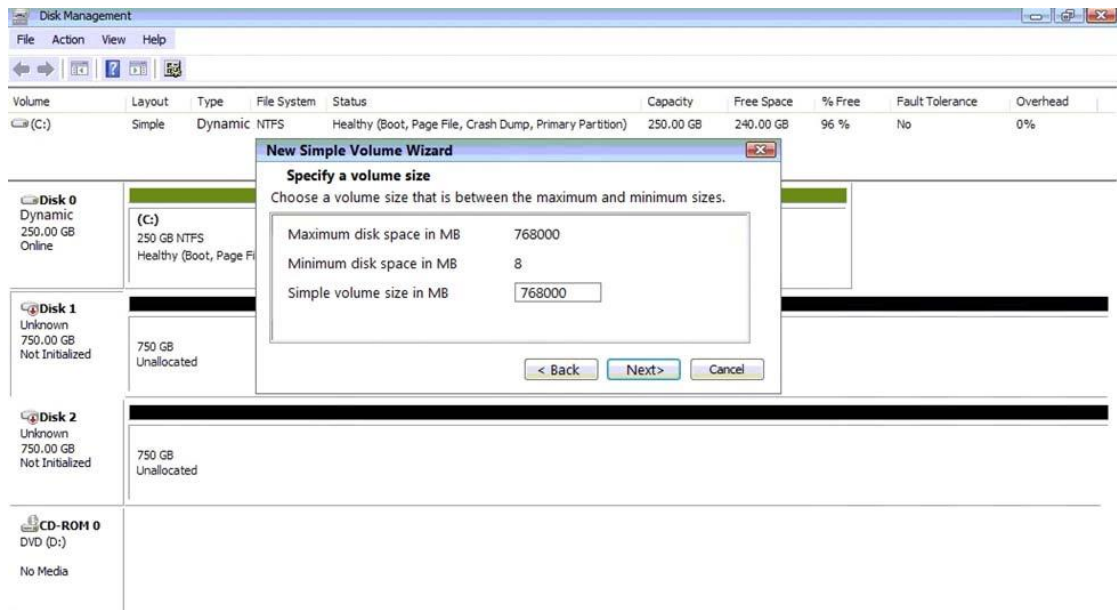 Disk Management
File Action View Help
Volume Layout Type File System Status Capacity Free Space % Free Fault Tolerance Overhead
(C:) Simple Dynamic NTFS Healthy (Boot, Page File, Crash Dump, Primary Partition) 250.00 GB 240.00 GB 96 % No 0%
New Simple Volume Wizard
Specify a volume size
Choose a volume size that is between the maximum and minimum sizes.
Maximum disk space in MB 768000
Minimum disk space in MB 8
Simple volume size in MB 768000
< Back Next> Cancel
Disk 0
Dynamic
250.00 GB
Online
(C:)
250 GB NTFS
Healthy (Boot, Page Fi
Disk 1
Unknown
750.00 GB
Not Initialized
750 GB
Unallocated
Disk 2
Unknown
750.00 GB
Not Initialized
750 GB
Unallocated
CD-ROM 0
DVD (D:)
No Media